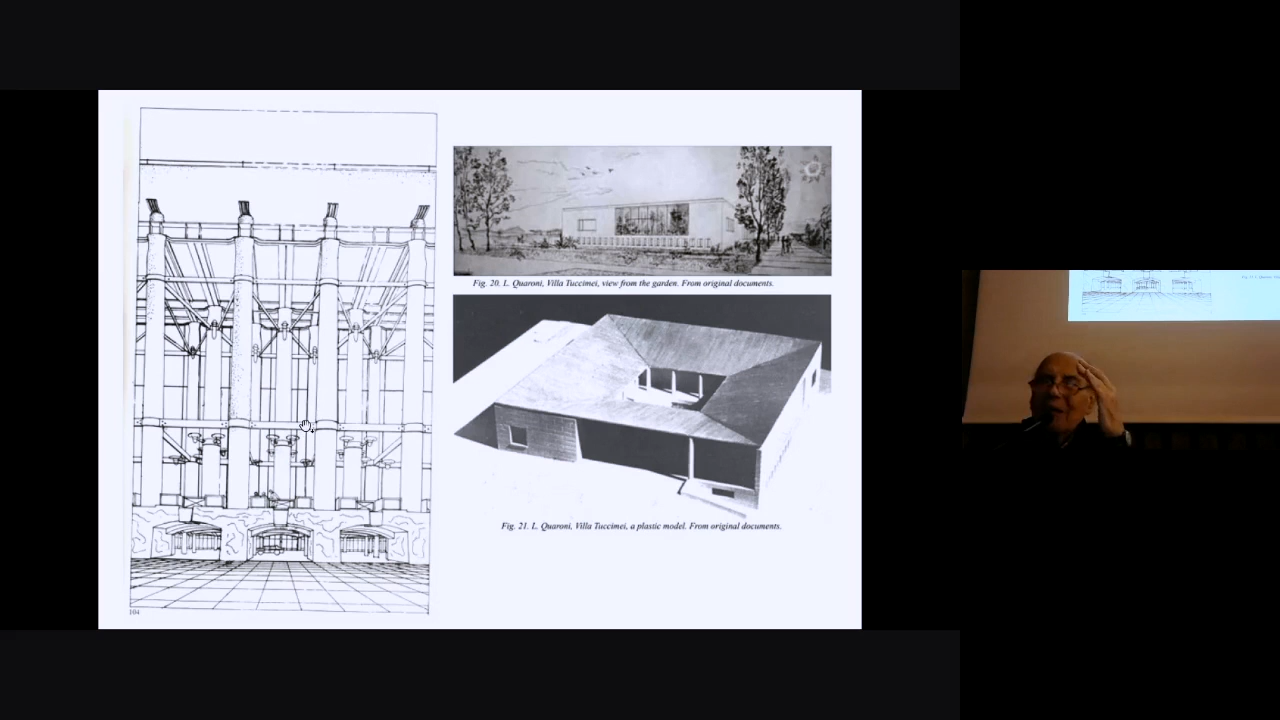 Fig. 20. L. Quaroni, Villa Tuccimei, view from the garden. From original documents.
Fig. 21. L. Quaroni, Villa Tuccimei, a plastic model. From original documents.
104